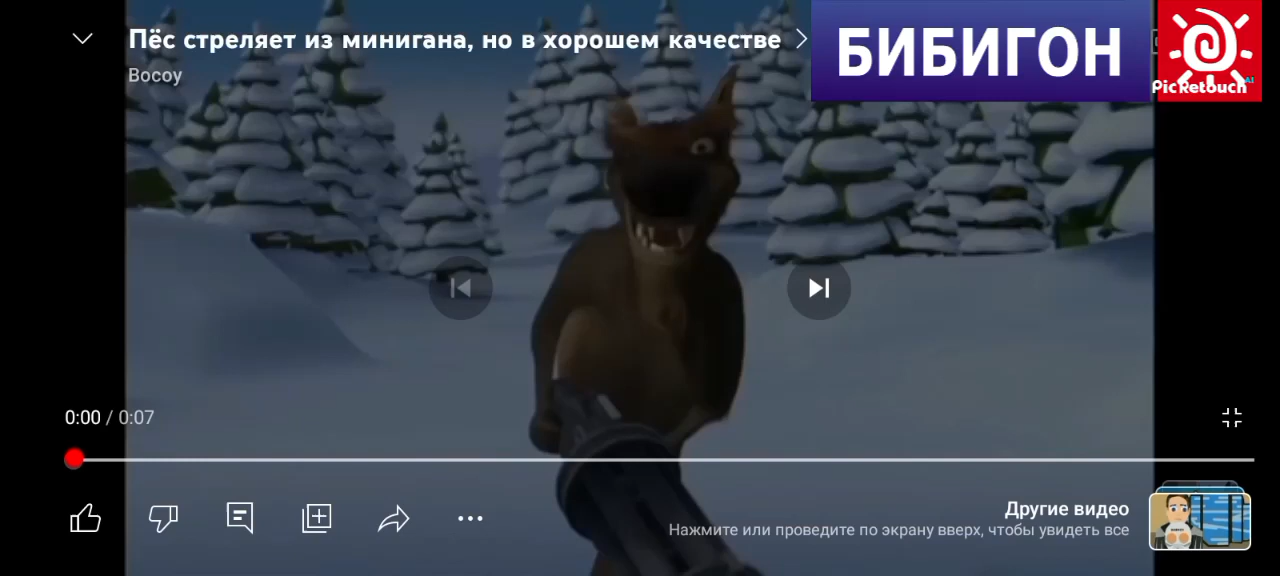 Пёс стреляет из минигана, но в хорошем качестве
Bocoy
БИБИГОН
PicRetouch AI
0:00 / 0:07
Другие видео
Нажмите или проведите по экрану вверх, чтобы увидеть все